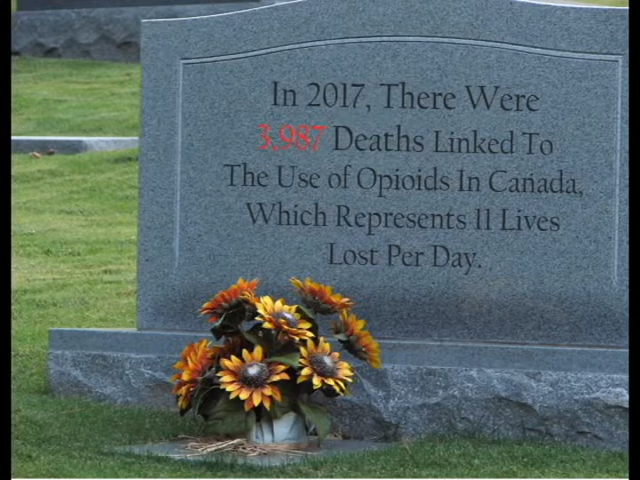 In 2017, There Were
3,987 Deaths Linked To
The Use of Opioids In Canada,
Which Represents 11 Lives
Lost Per Day.